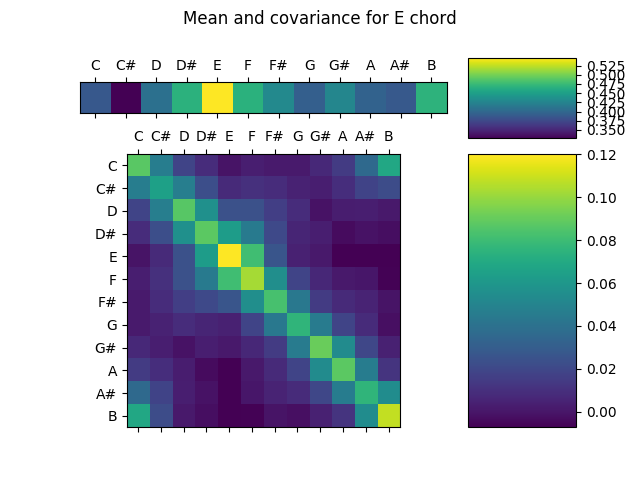 Mean and covariance for E chord
C C# D D# E F F# G G# A A# B
0.525
0.500
0.475
0.450
0.425
0.400
0.375
0.350
C C# D D# E F F# G G# A A# B
C
C#
D
D#
E
F
F#
G
G#
A
A#
B
0.12
0.10
0.08
0.06
0.04
0.02
0.00